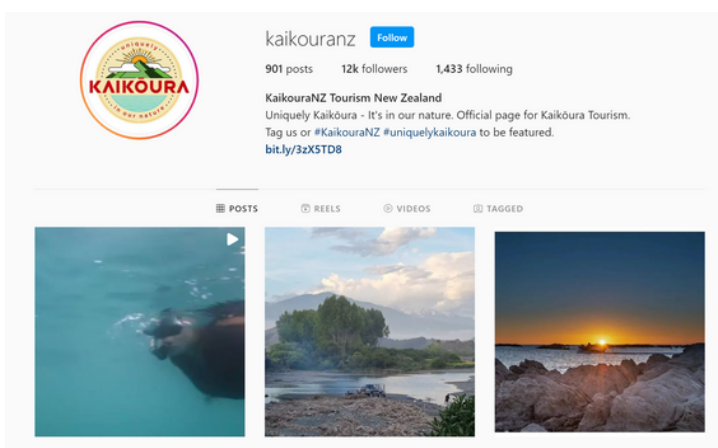 uniquely
KAIKŌURA
in our nature
kaikouranz Follow
901 posts 12k followers 1,433 following
KaikouraNZ Tourism New Zealand
Uniquely Kaikōura - It's in our nature. Official page for Kaikōura Tourism.
Tag us or #KaikouraNZ #uniquelykaikoura to be featured.
bit.ly/3zX5TD8
POSTS REELS VIDEOS TAGGED